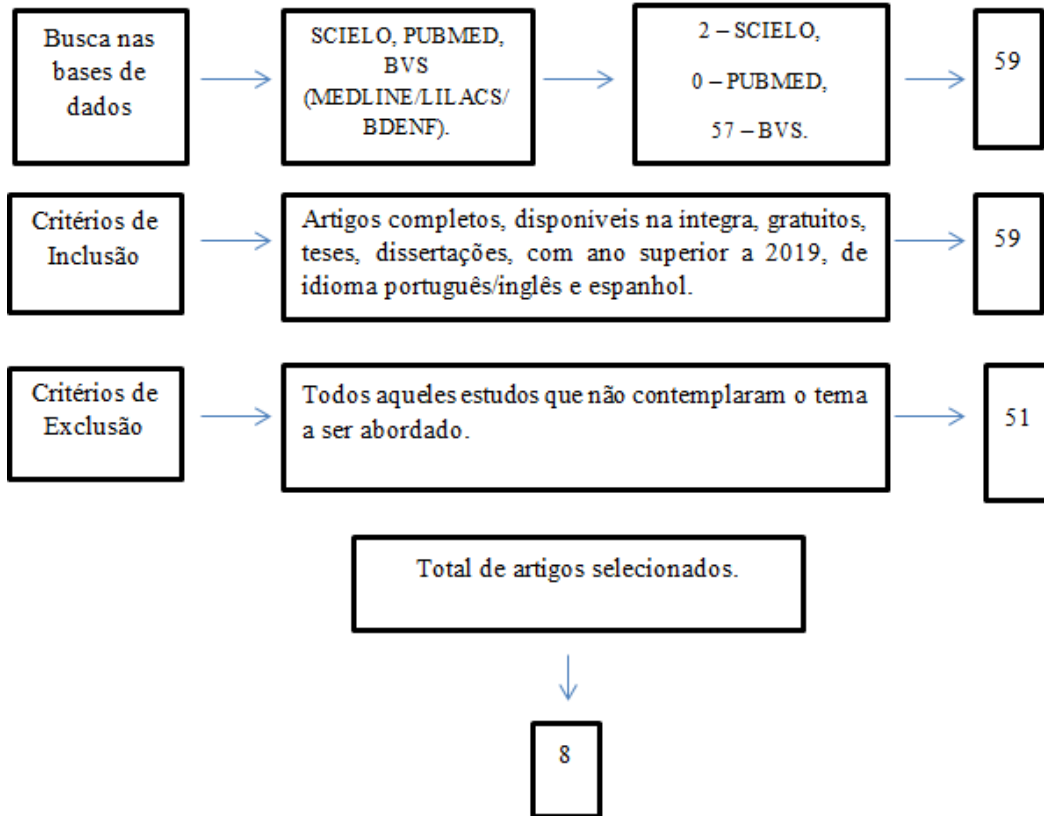 Busca nas
bases de
dados
SCIELO, PUBMED,
BVS
(MEDLINE/LILACS/
BDENF).
2 – SCIELO,
0 – PUBMED,
57 – BVS.
59
Critérios de
Inclusão
Artigos completos, disponíveis na integra, gratuitos,
teses, dissertações, com ano superior a 2019, de
idioma português/inglês e espanhol.
59
Critérios de
Exclusão
Todos aqueles estudos que não contemplaram o tema
a ser abordado.
51
Total de artigos selecionados.
8